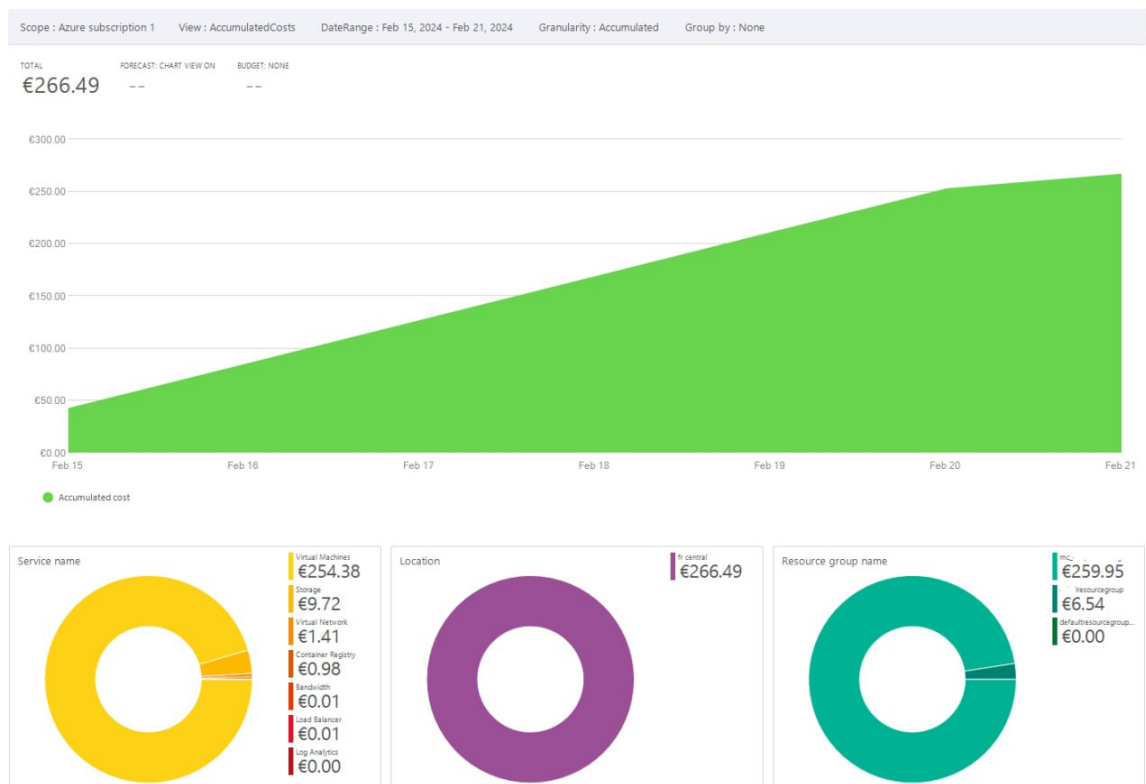 Scope : Azure subscription 1 View : AccumulatedCosts DateRange : Feb 15, 2024 - Feb 21, 2024 Granularity : Accumulated Group by : None
TOTAL FORECAST: CHART VIEW ON BUDGET: NONE
€266.49 -- --
€300.00
€250.00
€200.00
€150.00
€100.00
€50.00
€0.00
Feb 15 Feb 16 Feb 17 Feb 18 Feb 19 Feb 20 Feb 21
Accumulated cost
Service name
Virtual Machines
€254.38
Storage
€9.72
Virtual Network
€1.41
Container Registry
€0.98
Bandwidth
€0.01
Load Balancer
€0.01
Log Analytics
€0.00
Location
fr central
€266.49
Resource group name
mc_
€259.95
resourcegroup
€6.54
defaultresourcegroup...
€0.00